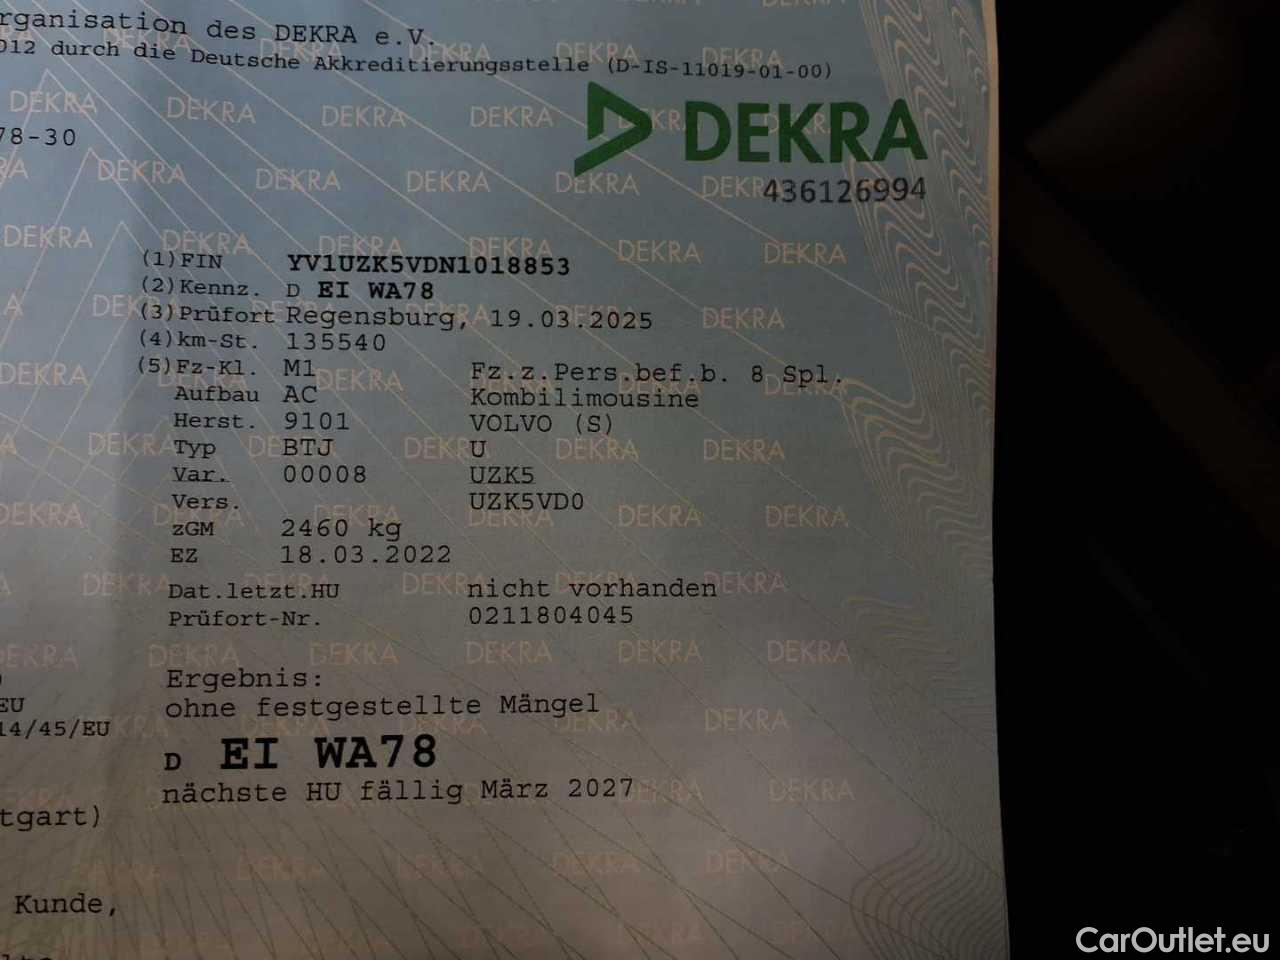 rganisation des DEKRA e.V.
012 durch die Deutsche Akkreditierungsstelle (D-IS-11019-01-00)
DEKRA
78-30
436126994
(1)FIN YV1UZK5VDN1018853
(2)Kennz. D EI WA78
(3)Prüfort Regensburg, 19.03.2025
(4)km-St. 135540
(5)Fz-Kl. M1 Fz.z.Pers.bef.b. 8 Spl.
Aufbau AC Kombilimousine
Herst. 9101 VOLVO (S)
Typ BTJ U
Var. 00008 UZK5
Vers. UZK5VD0
zGM 2460 kg
EZ 18.03.2022
Dat.letzt.HU nicht vorhanden
Prüfort-Nr. 0211804045
Ergebnis:
EU
ohne festgestellte Mängel
14/45/EU
D EI WA78
nächste HU fällig März 2027
tgart)
Kunde,
CarOutlet.eu